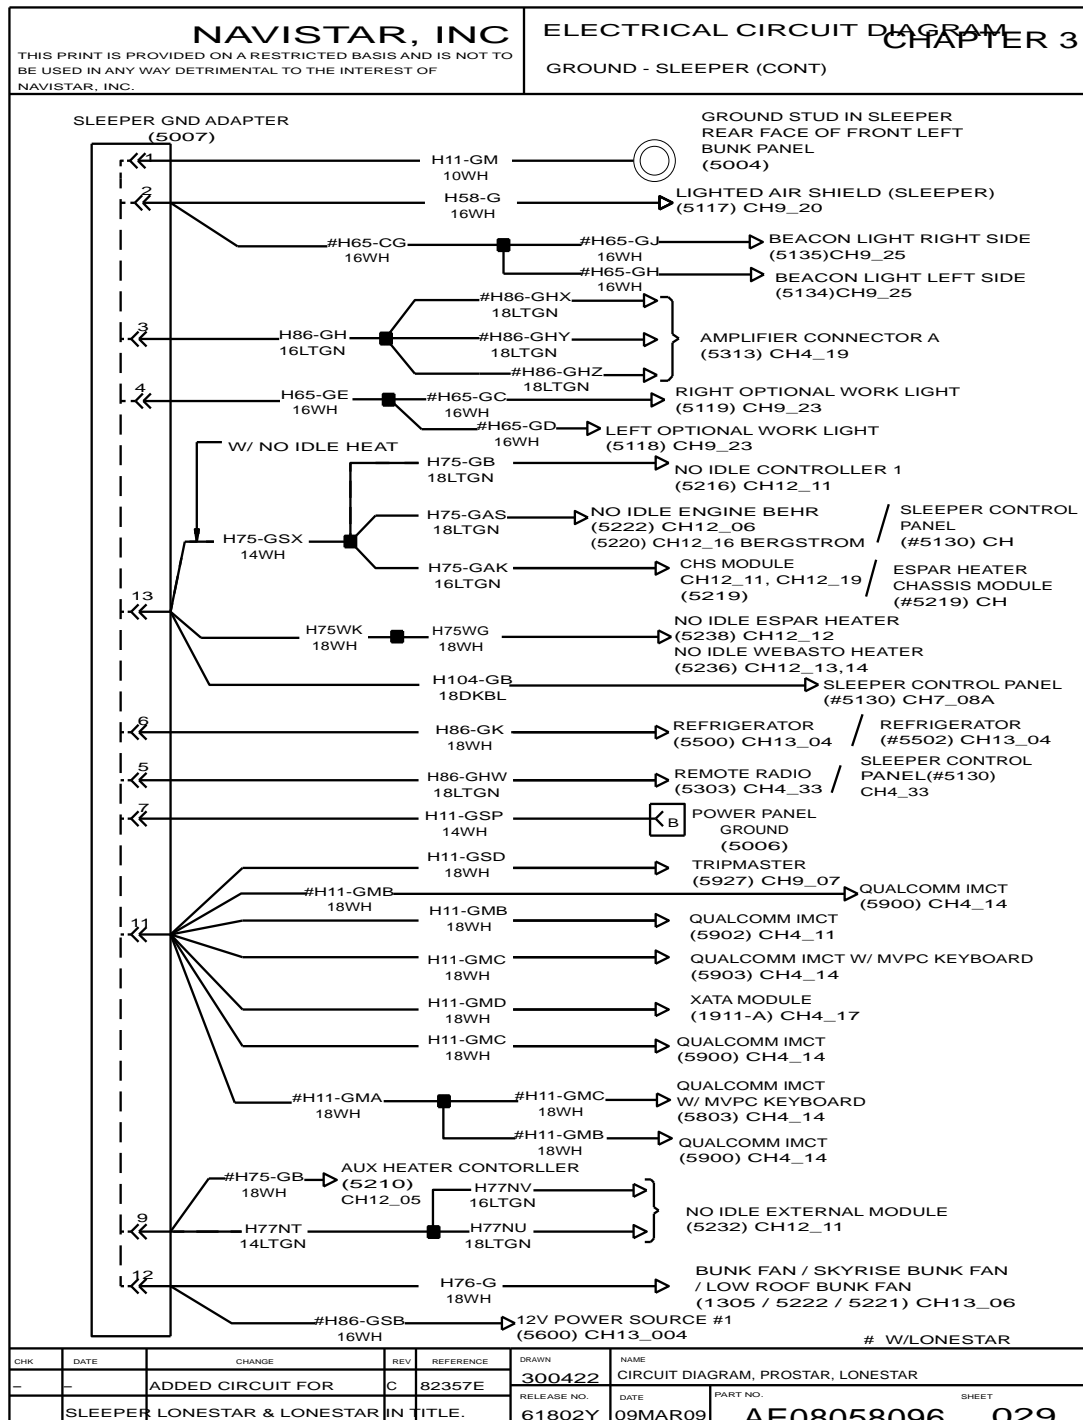 NAVISTAR, INC
THIS PRINT IS PROVIDED ON A RESTRICTED BASIS AND IS NOT TO
BE USED IN ANY WAY DETRIMENTAL TO THE INTEREST OF
NAVISTAR, INC.
ELECTRICAL CIRCUIT DIAGRAM
CHAPTER 3
GROUND - SLEEPER (CONT)
SLEEPER GND ADAPTER
(5007)
1
H11-GM
10WH
GROUND STUD IN SLEEPER
REAR FACE OF FRONT LEFT
BUNK PANEL
(5004)
2
H58-G
16WH
LIGHTED AIR SHIELD (SLEEPER)
(5117) CH9_20
#H65-CG
16WH
#H65-GJ
16WH
BEACON LIGHT RIGHT SIDE
(5135)CH9_25
#H65-GH
16WH
BEACON LIGHT LEFT SIDE
(5134)CH9_25
3
H86-GH
16LTGN
#H86-GHX
18LTGN
#H86-GHY
18LTGN
#H86-GHZ
18LTGN
AMPLIFIER CONNECTOR A
(5313) CH4_19
4
H65-GE
16WH
#H65-GC
16WH
RIGHT OPTIONAL WORK LIGHT
(5119) CH9_23
#H65-GD
16WH
LEFT OPTIONAL WORK LIGHT
(5118) CH9_23
W/ NO IDLE HEAT
H75-GB
18LTGN
NO IDLE CONTROLLER 1
(5216) CH12_11
H75-GSX
14WH
H75-GAS
18LTGN
NO IDLE ENGINE BEHR
(5222) CH12_06
(5220) CH12_16 BERGSTROM
/
SLEEPER CONTROL
PANEL
(#5130) CH
H75-GAK
16LTGN
CHS MODULE
CH12_11, CH12_19
(5219)
/
ESPAR HEATER
CHASSIS MODULE
(#5219) CH
13
H75WK
18WH
H75WG
18WH
NO IDLE ESPAR HEATER
(5238) CH12_12
NO IDLE WEBASTO HEATER
(5236) CH12_13,14
H104-GB
18DKBL
SLEEPER CONTROL PANEL
(#5130) CH7_08A
6
H86-GK
18WH
REFRIGERATOR
(5500) CH13_04
/
REFRIGERATOR
(#5502) CH13_04
5
H86-GHW
18LTGN
REMOTE RADIO
(5303) CH4_33
/
SLEEPER CONTROL
PANEL(#5130)
CH4_33
7
H11-GSP
14WH
B
POWER PANEL
GROUND
(5006)
H11-GSD
18WH
TRIPMASTER
(5927) CH9_07
#H11-GMB
18WH
QUALCOMM IMCT
(5900) CH4_14
11
H11-GMB
18WH
QUALCOMM IMCT
(5902) CH4_11
H11-GMC
18WH
QUALCOMM IMCT W/ MVPC KEYBOARD
(5903) CH4_14
H11-GMD
18WH
XATA MODULE
(1911-A) CH4_17
H11-GMC
18WH
QUALCOMM IMCT
(5900) CH4_14
#H11-GMA
18WH
#H11-GMC
18WH
QUALCOMM IMCT
W/ MVPC KEYBOARD
(5803) CH4_14
#H11-GMB
18WH
QUALCOMM IMCT
(5900) CH4_14
#H75-GB
18WH
AUX HEATER CONTORLLER
(5210)
CH12_05
9
H77NT
14LTGN
H77NV
16LTGN
H77NU
18LTGN
NO IDLE EXTERNAL MODULE
(5232) CH12_11
12
H76-G
18WH
BUNK FAN / SKYRISE BUNK FAN
/ LOW ROOF BUNK FAN
(1305 / 5222 / 5221) CH13_06
#H86-GSB
16WH
12V POWER SOURCE #1
(5600) CH13_004
# W/LONESTAR
CHK DATE CHANGE REV REFERENCE
– – ADDED CIRCUIT FOR C 82357E
SLEEPER LONESTAR & LONESTAR IN TITLE.
DRAWN
300422
NAME
CIRCUIT DIAGRAM, PROSTAR, LONESTAR
RELEASE NO.
61802Y
DATE
09MAR09
PART NO.
AE08058096
SHEET
029